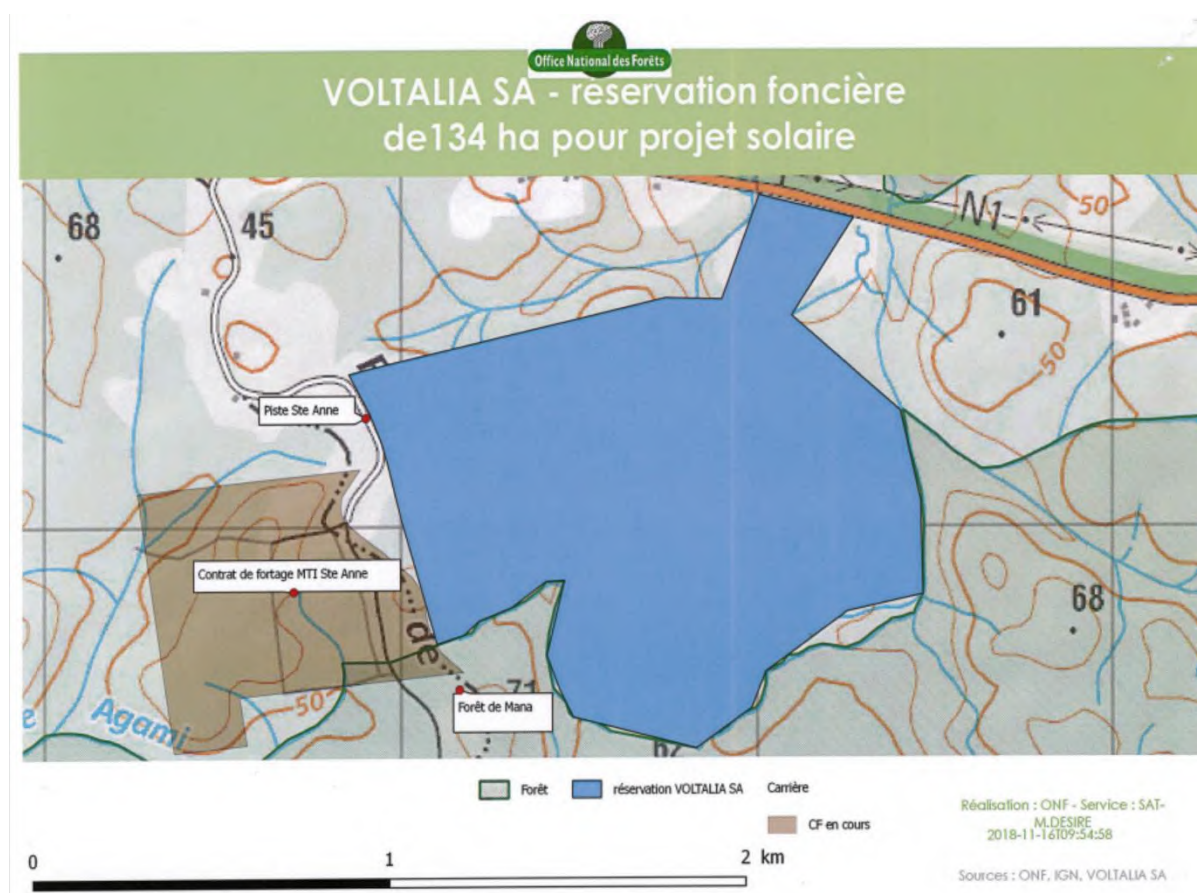 Office National des Forêts
VOLTALIA SA - réservation foncière
de134 ha pour projet solaire
68
45
N1
50
61
50
Piste Ste Anne
Contrat de fortage MTI Ste Anne
68
de
71
50
Forêt de Mana
Agami
62
Forêt
réservation VOLTALIA SA
Carrière
CF en cours
Réalisation : ONF - Service : SAT-
M.DESIRE
2018-11-16T09:54:58
0
1
2 km
Sources : ONF, IGN, VOLTALIA SA